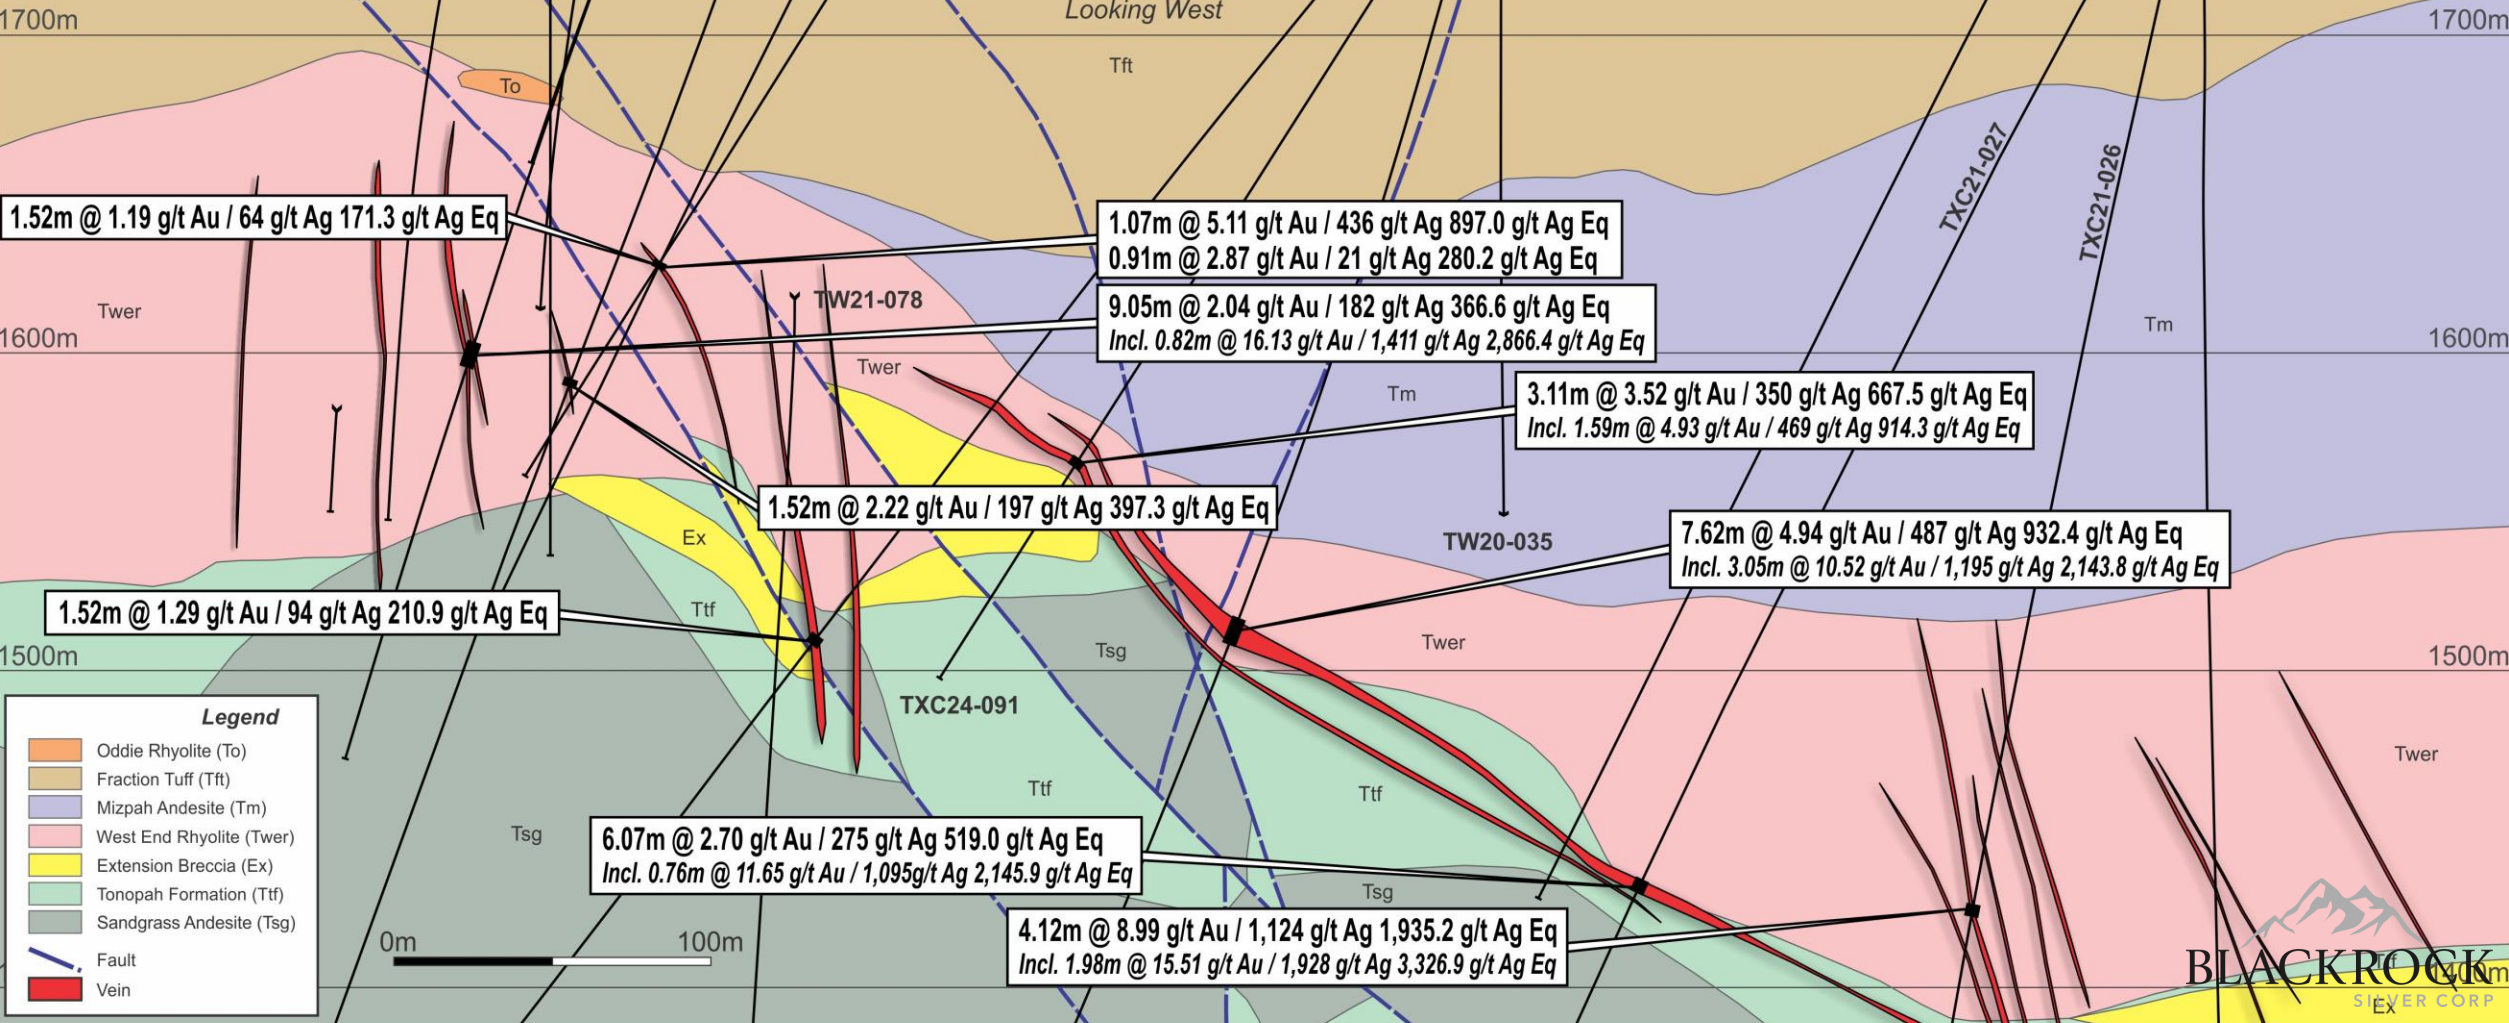 Looking West
1700m
1700m
Tft
To
TXC21-027
TXC21-026
1.52m @ 1.19 g/t Au / 64 g/t Ag 171.3 g/t Ag Eq
1.07m @ 5.11 g/t Au / 436 g/t Ag 897.0 g/t Ag Eq
0.91m @ 2.87 g/t Au / 21 g/t Ag 280.2 g/t Ag Eq
TW21-078
Twer
9.05m @ 2.04 g/t Au / 182 g/t Ag 366.6 g/t Ag Eq
Incl. 0.82m @ 16.13 g/t Au / 1,411 g/t Ag 2,866.4 g/t Ag Eq
Tm
1600m
1600m
Twer
Tm
3.11m @ 3.52 g/t Au / 350 g/t Ag 667.5 g/t Ag Eq
Incl. 1.59m @ 4.93 g/t Au / 469 g/t Ag 914.3 g/t Ag Eq
1.52m @ 2.22 g/t Au / 197 g/t Ag 397.3 g/t Ag Eq
Ex
TW20-035
7.62m @ 4.94 g/t Au / 487 g/t Ag 932.4 g/t Ag Eq
Incl. 3.05m @ 10.52 g/t Au / 1,195 g/t Ag 2,143.8 g/t Ag Eq
1.52m @ 1.29 g/t Au / 94 g/t Ag 210.9 g/t Ag Eq
Ttf
Tsg
Twer
1500m
1500m
TXC24-091
Twer
Ttf
Ttf
Tsg
6.07m @ 2.70 g/t Au / 275 g/t Ag 519.0 g/t Ag Eq
Incl. 0.76m @ 11.65 g/t Au / 1,095g/t Ag 2,145.9 g/t Ag Eq
Tsg
4.12m @ 8.99 g/t Au / 1,124 g/t Ag 1,935.2 g/t Ag Eq
Incl. 1.98m @ 15.51 g/t Au / 1,928 g/t Ag 3,326.9 g/t Ag Eq
0m
100m
Legend
Oddie Rhyolite (To)
Fraction Tuff (Tft)
Mizpah Andesite (Tm)
West End Rhyolite (Twer)
Extension Breccia (Ex)
Tonopah Formation (Ttf)
Sandgrass Andesite (Tsg)
Fault
Vein
1400m
BLACKROCK
SILVER CORP
Ex